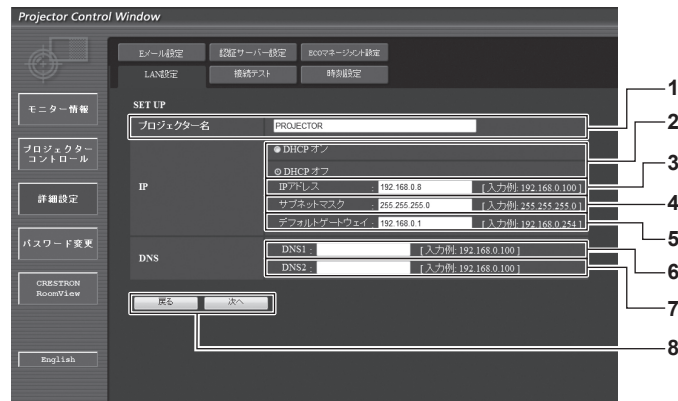 Projector Control Window
Eメール設定 認証サーバー設定 ECOマネージメント設定
LAN設定 接続テスト 時刻設定
モニター情報
プロジェクター
コントロール
詳細設定
パスワード変更
CRESTRON
RoomView
English
SET UP
プロジェクター名 PROJECTOR
IP
DHCP オン
DHCP オフ
IPアドレス : 192.168.0.8 [入力例: 192.168.0.100]
サブネットマスク : 255.255.255.0 [入力例: 255.255.255.0]
デフォルトゲートウェイ : 192.168.0.1 [入力例: 192.168.0.254]
DNS
DNS1 : [入力例: 192.168.0.100]
DNS2 : [入力例: 192.168.0.100]
戻る 次へ
1
2
3
4
5
6
7
8